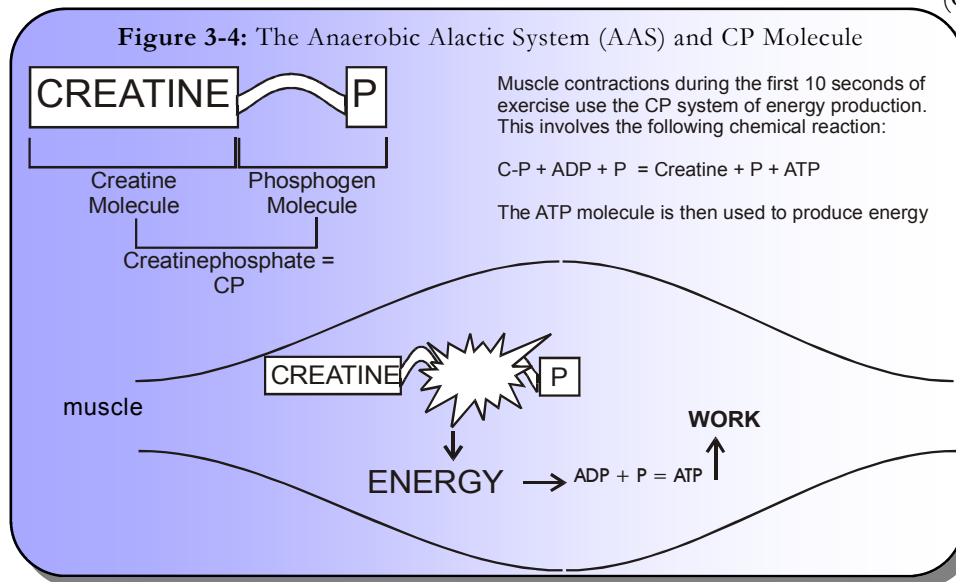 Figure 3-4: The Anaerobic Alactic System (AAS) and CP Molecule
CREATINE P
Creatine
Molecule
Phosphogen
Molecule
Creatinephosphate =
CP
Muscle contractions during the first 10 seconds of
exercise use the CP system of energy production.
This involves the following chemical reaction:
C-P + ADP + P = Creatine + P + ATP
The ATP molecule is then used to produce energy
CREATINE P
muscle
WORK
ENERGY
ADP + P = ATP